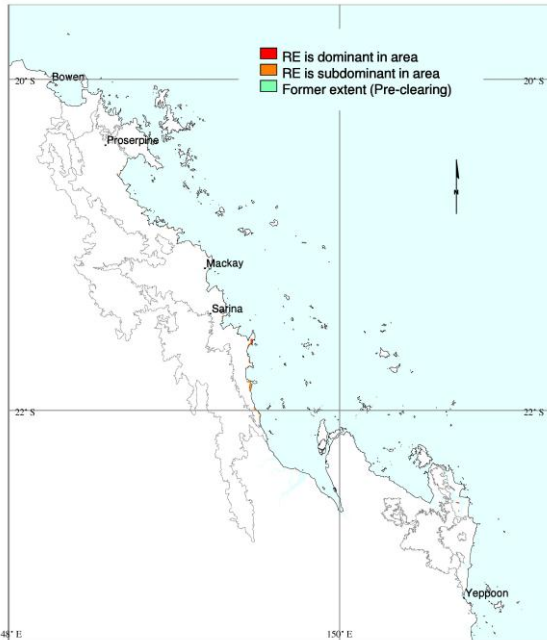 RE is dominant in area
RE is subdominant in area
Former extent (Pre-clearing)
20° S
Bowen
20° S
Proserpine
N
Mackay
Sarina
22° S
22° S
Yeppoon
48° E
150° E